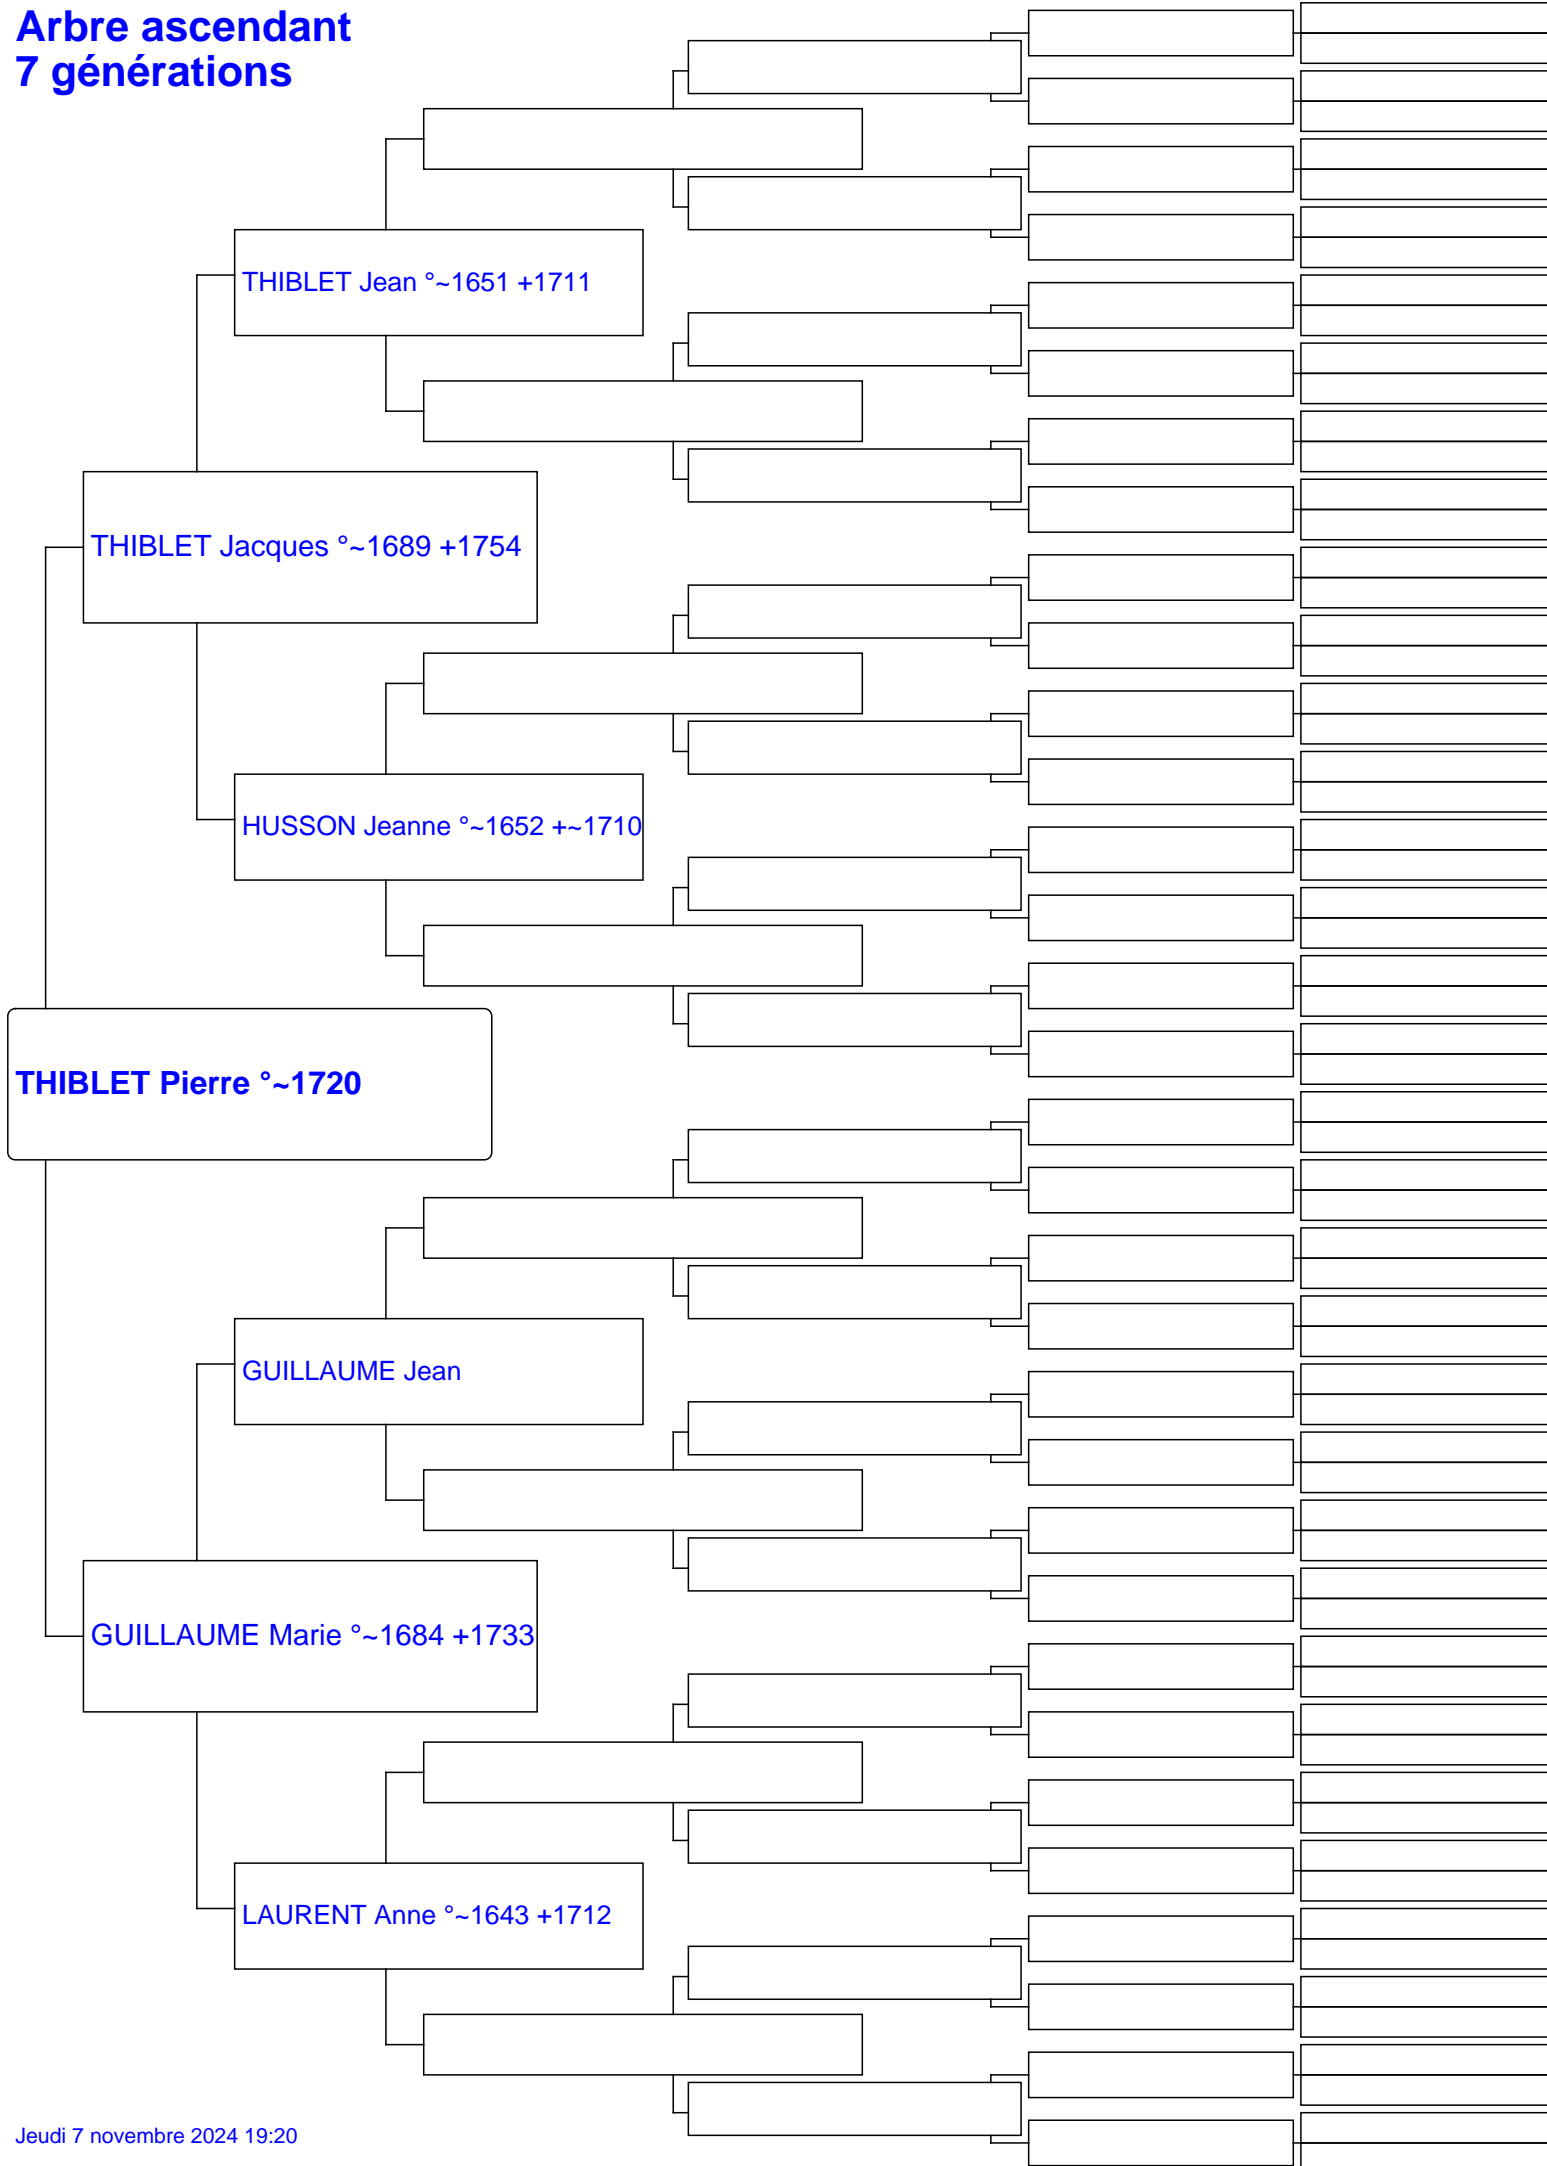 Arbre ascendant
7 générations
THIBLET Jean °~1651 +1711
THIBLET Jacques °~1689 +1754
HUSSON Jeanne °~1652 +~1710
THIBLET Pierre °~1720
GUILLAUME Jean
GUILLAUME Marie °~1684 +1733
LAURENT Anne °~1643 +1712
Jeudi 7 novembre 2024 19:20